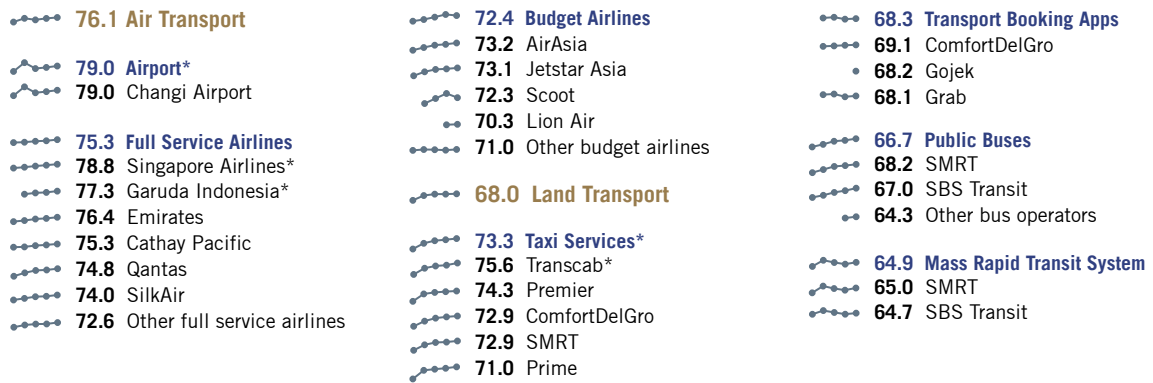 76.1 Air Transport
79.0 Airport*
79.0 Changi Airport
75.3 Full Service Airlines
78.8 Singapore Airlines*
77.3 Garuda Indonesia*
76.4 Emirates
75.3 Cathay Pacific
74.8 Qantas
74.0 SilkAir
72.6 Other full service airlines
72.4 Budget Airlines
73.2 AirAsia
73.1 Jetstar Asia
72.3 Scoot
70.3 Lion Air
71.0 Other budget airlines
68.0 Land Transport
73.3 Taxi Services*
75.6 Transcab*
74.3 Premier
72.9 ComfortDelGro
72.9 SMRT
71.0 Prime
68.3 Transport Booking Apps
69.1 ComfortDelGro
68.2 Gojek
68.1 Grab
66.7 Public Buses
68.2 SMRT
67.0 SBS Transit
64.3 Other bus operators
64.9 Mass Rapid Transit System
65.0 SMRT
64.7 SBS Transit